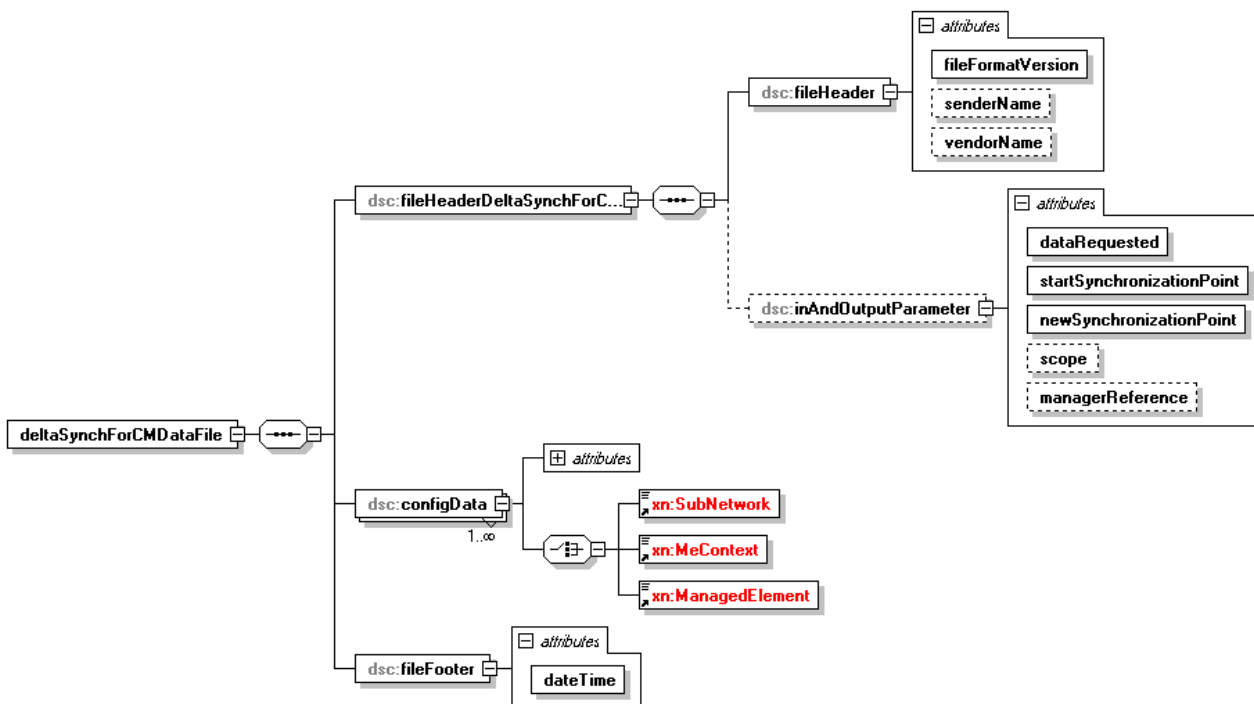 attributes
fileFormatVersion
dsc:fileHeader
senderName
vendorName
dsc:fileHeaderDeltaSynchForC...
attributes
dataRequested
startSynchronizationPoint
dsc:inAndOutputParameter
newSynchronizationPoint
scope
managerReference
deltaSynchForCMDataFile
attributes
dsc:configData
1..∞
xn:SubNetwork
xn:MeContext
xn:ManagedElement
attributes
dsc:fileFooter
dateTime